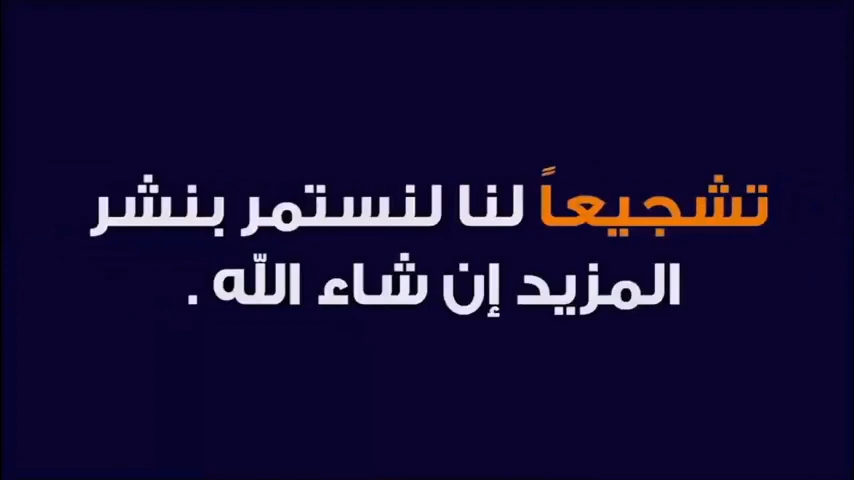 تشجيعاً لنا لنستمر بنشر
المزيد إن شاء الله .